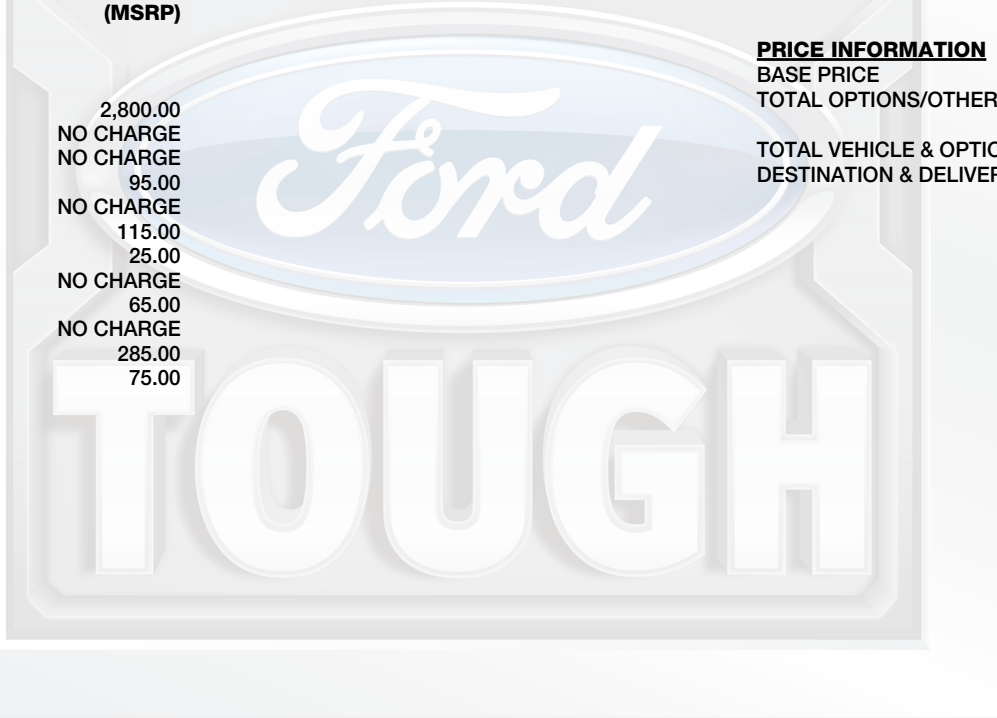 (MSRP)
2,800.00
NO CHARGE
NO CHARGE
95.00
NO CHARGE
115.00
25.00
NO CHARGE
65.00
NO CHARGE
285.00
75.00
PRICE INFORMATION
BASE PRICE
TOTAL OPTIONS/OTHER
TOTAL VEHICLE & OPTIO
DESTINATION & DELIVER
Ford
TOUGH